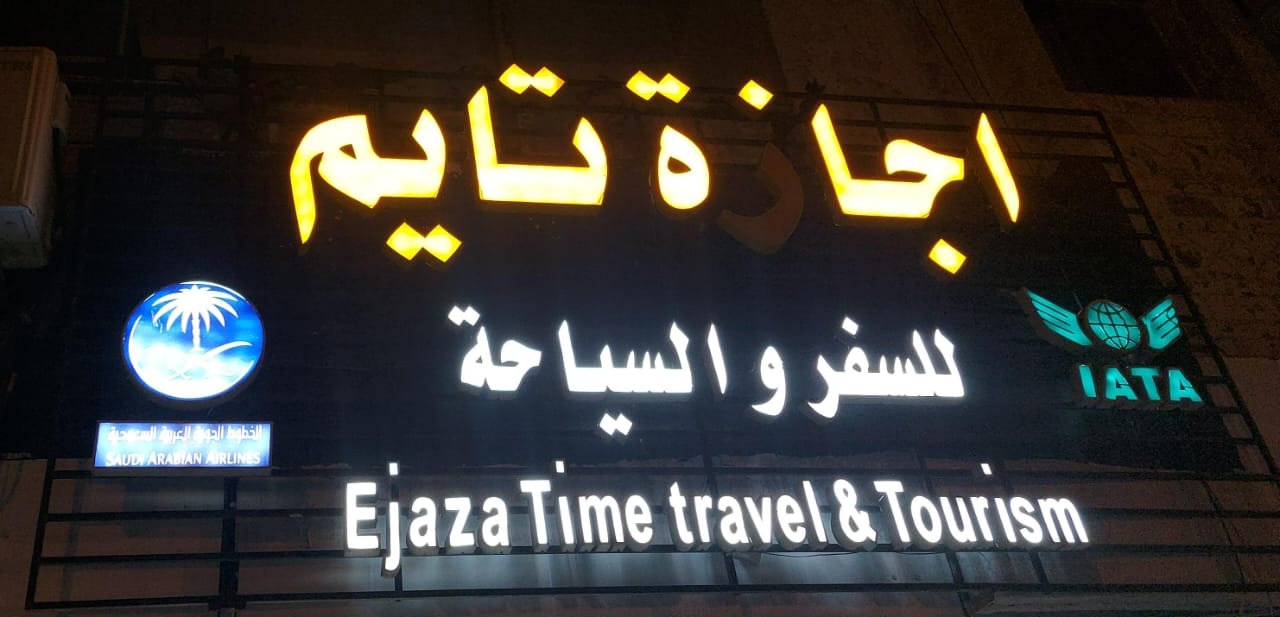 اجازة تايم
للسفر و السياحة
IATA
الخطوط الجوية العربية السعودية
SAUDI ARABIAN AIRLINES
Ejaza Time travel & Tourism